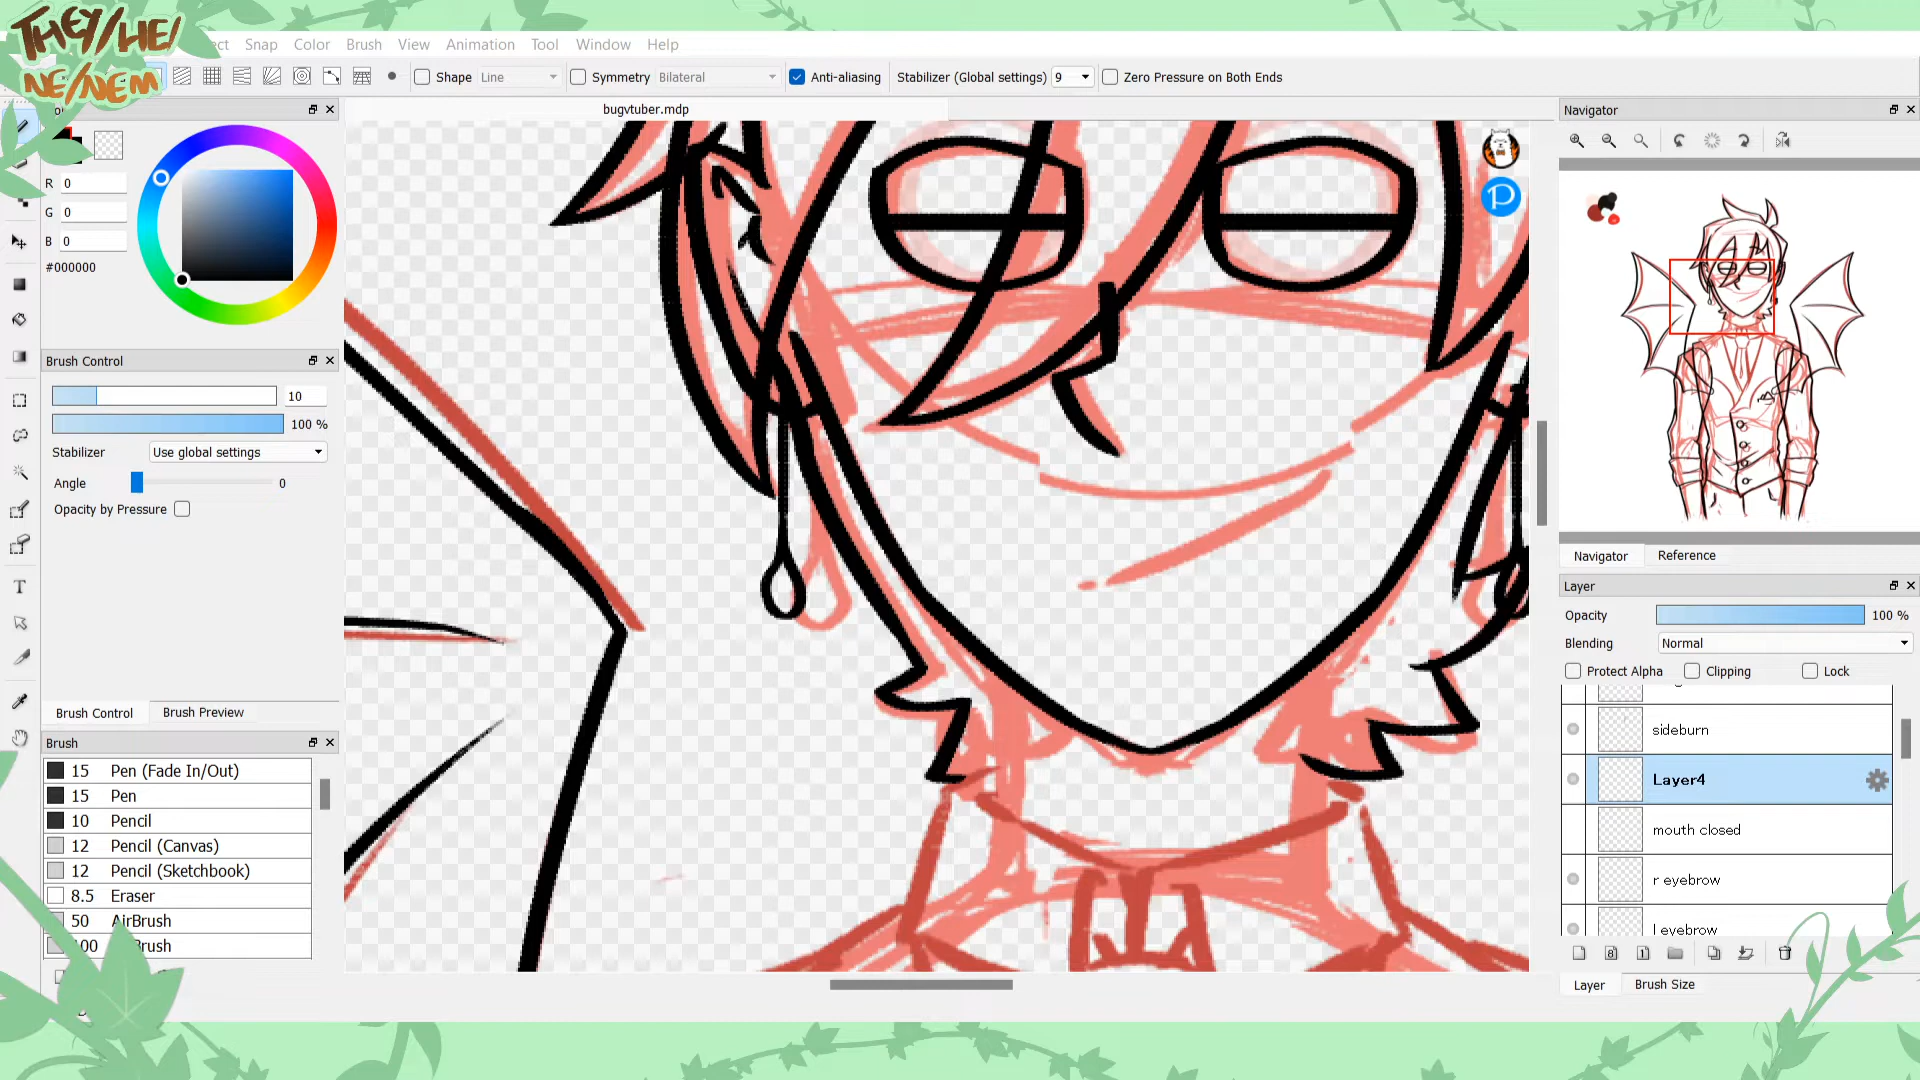 THEY/HE/
NE/NEM
ect Snap Color Brush View Animation Tool Window Help
Shape Line Symmetry Bilateral Anti-aliasing Stabilizer (Global settings) 9 Zero Pressure on Both Ends
bugvtuber.mdp
R 0
G 0
B 0
#000000
Brush Control
10
100 %
Stabilizer Use global settings
Angle 0
Opacity by Pressure
Brush Control Brush Preview
Brush
15 Pen (Fade In/Out)
15 Pen
10 Pencil
12 Pencil (Canvas)
12 Pencil (Sketchbook)
8.5 Eraser
50 AirBrush
100 Brush
P
Navigator
Navigator Reference
Layer
Opacity 100 %
Blending Normal
Protect Alpha Clipping Lock
sideburn
Layer4
mouth closed
r eyebrow
l eyebrow
8 1
Layer Brush Size
T